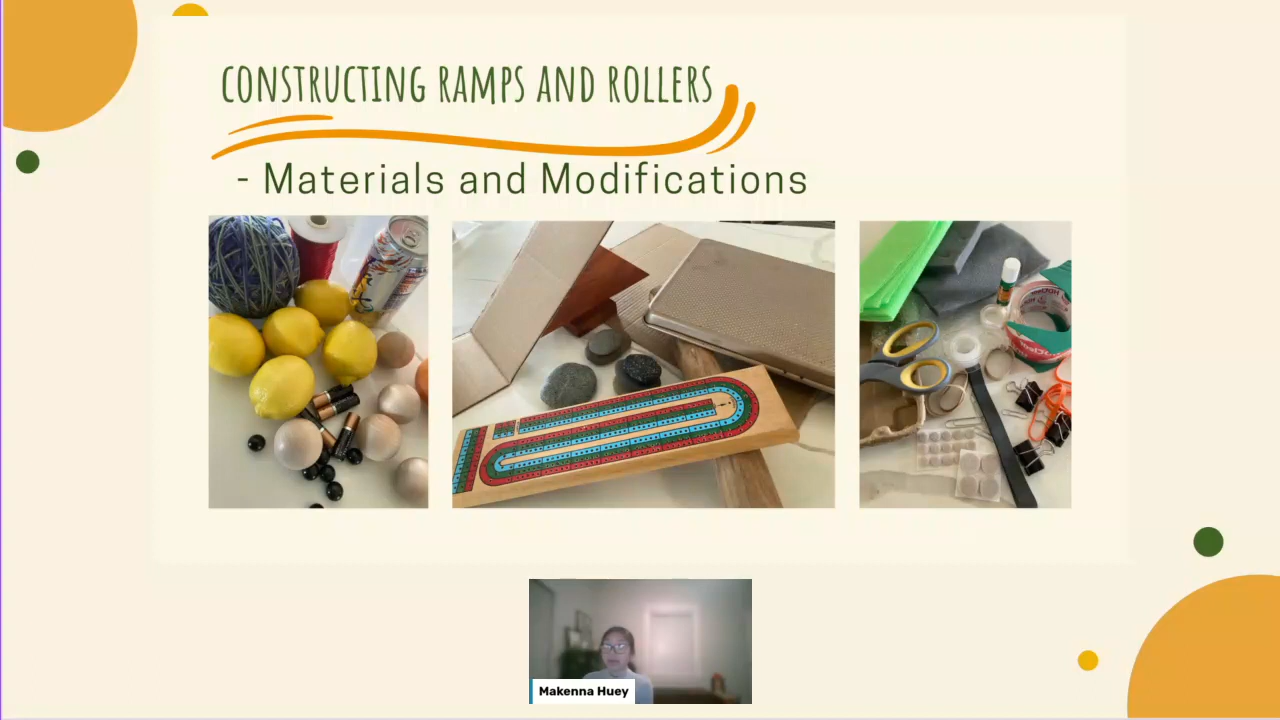 CONSTRUCTING RAMPS AND ROLLERS
- Materials and Modifications
Makenna Huey